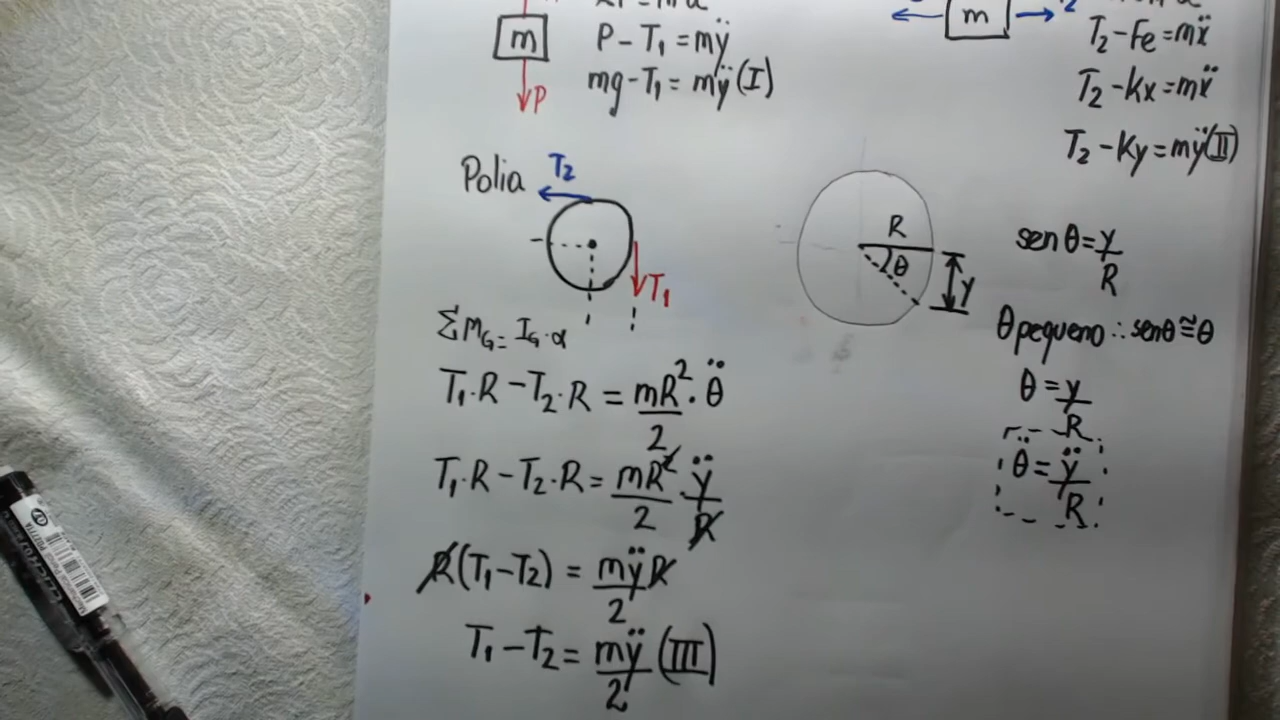 m
P - T₁ = mÿ
mg - T₁ = mÿ (I)
P
m
T₂ - Fe = mẍ
T₂ - kx = mẍ
T₂ - Ky = mÿ (II)
Polia
T₂
T₁
R
θ
y
sen θ = y/R
θ pequeno ∴ sen θ ≅ θ
θ = y/R
θ̈ = ÿ/R
ΣM_G = I_G · α
T₁·R - T₂·R = mR²/2 · θ̈
T₁·R - T₂·R = mR²/2 · ÿ/R
R(T₁ - T₂) = mÿ/2 R
T₁ - T₂ = mÿ/2 (III)